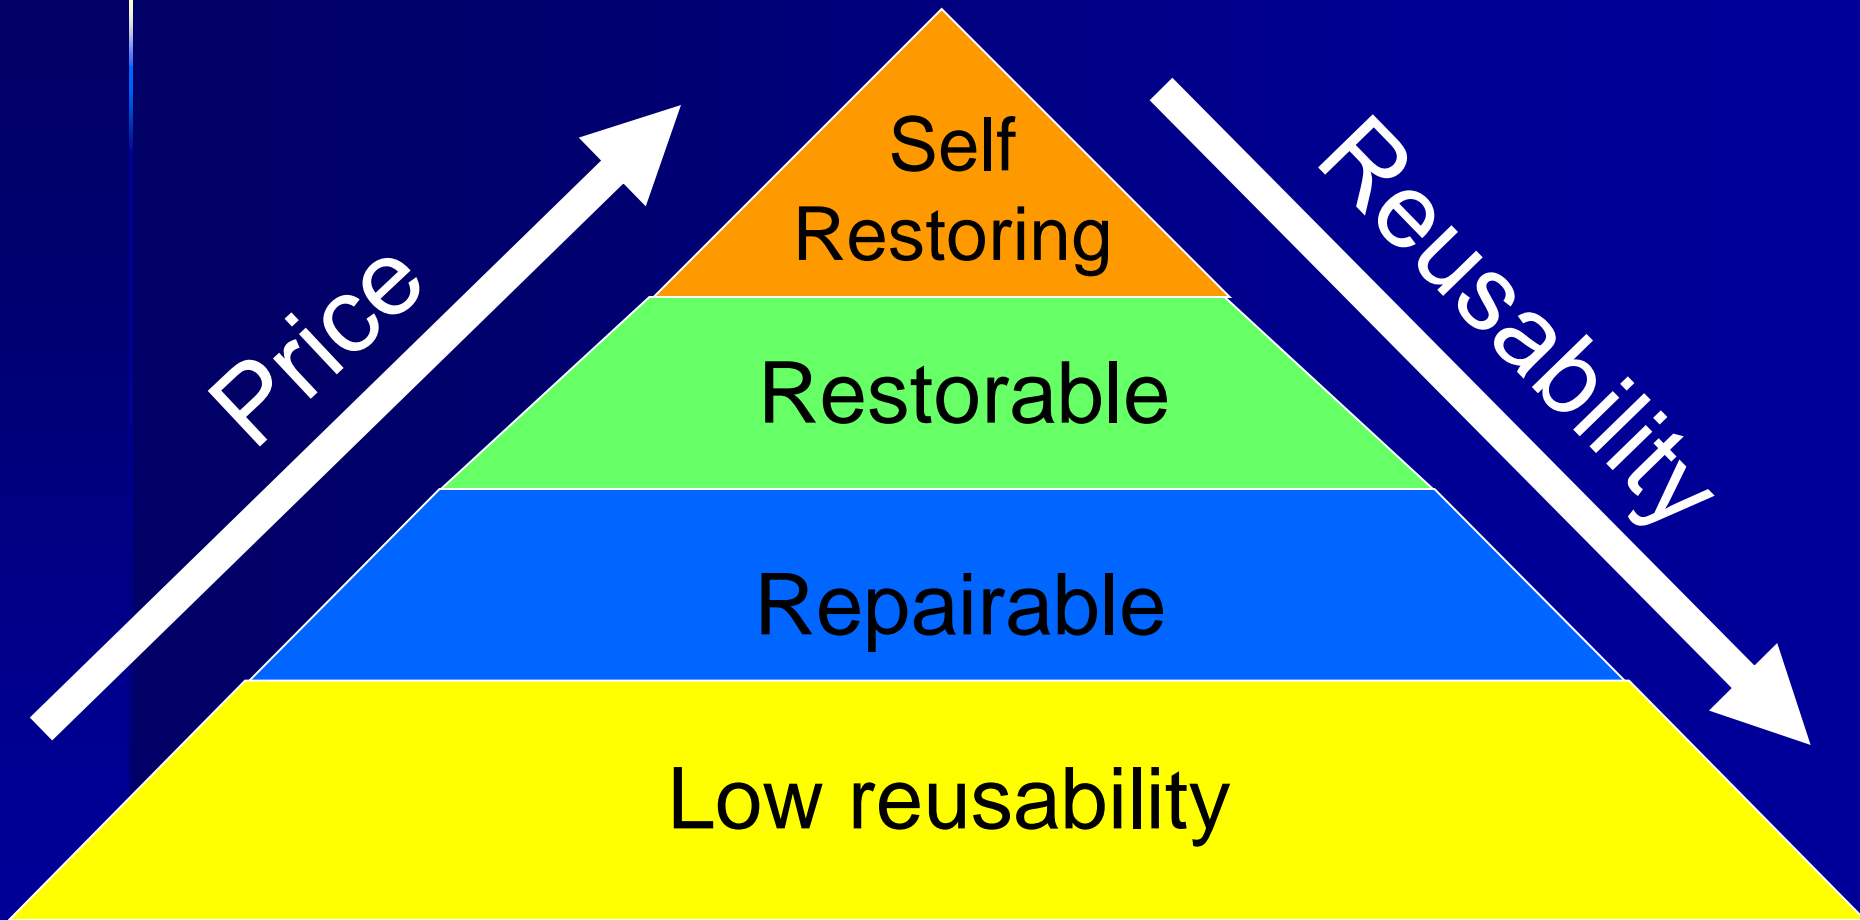 Self
Restoring
Price
Reusability
Restorable
Repairable
Low reusability